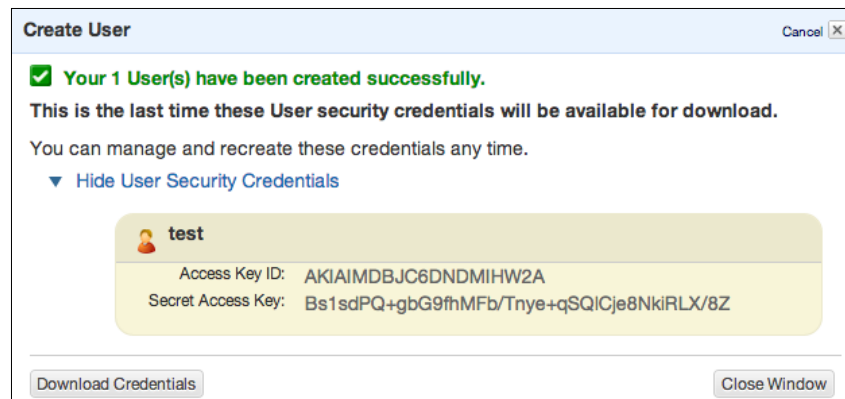 Create User
Cancel
Your 1 User(s) have been created successfully.
This is the last time these User security credentials will be available for download.
You can manage and recreate these credentials any time.
Hide User Security Credentials
test
Access Key ID: AKIAIMDBJC6DNDMIHW2A
Secret Access Key: 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
Download Credentials Close Window